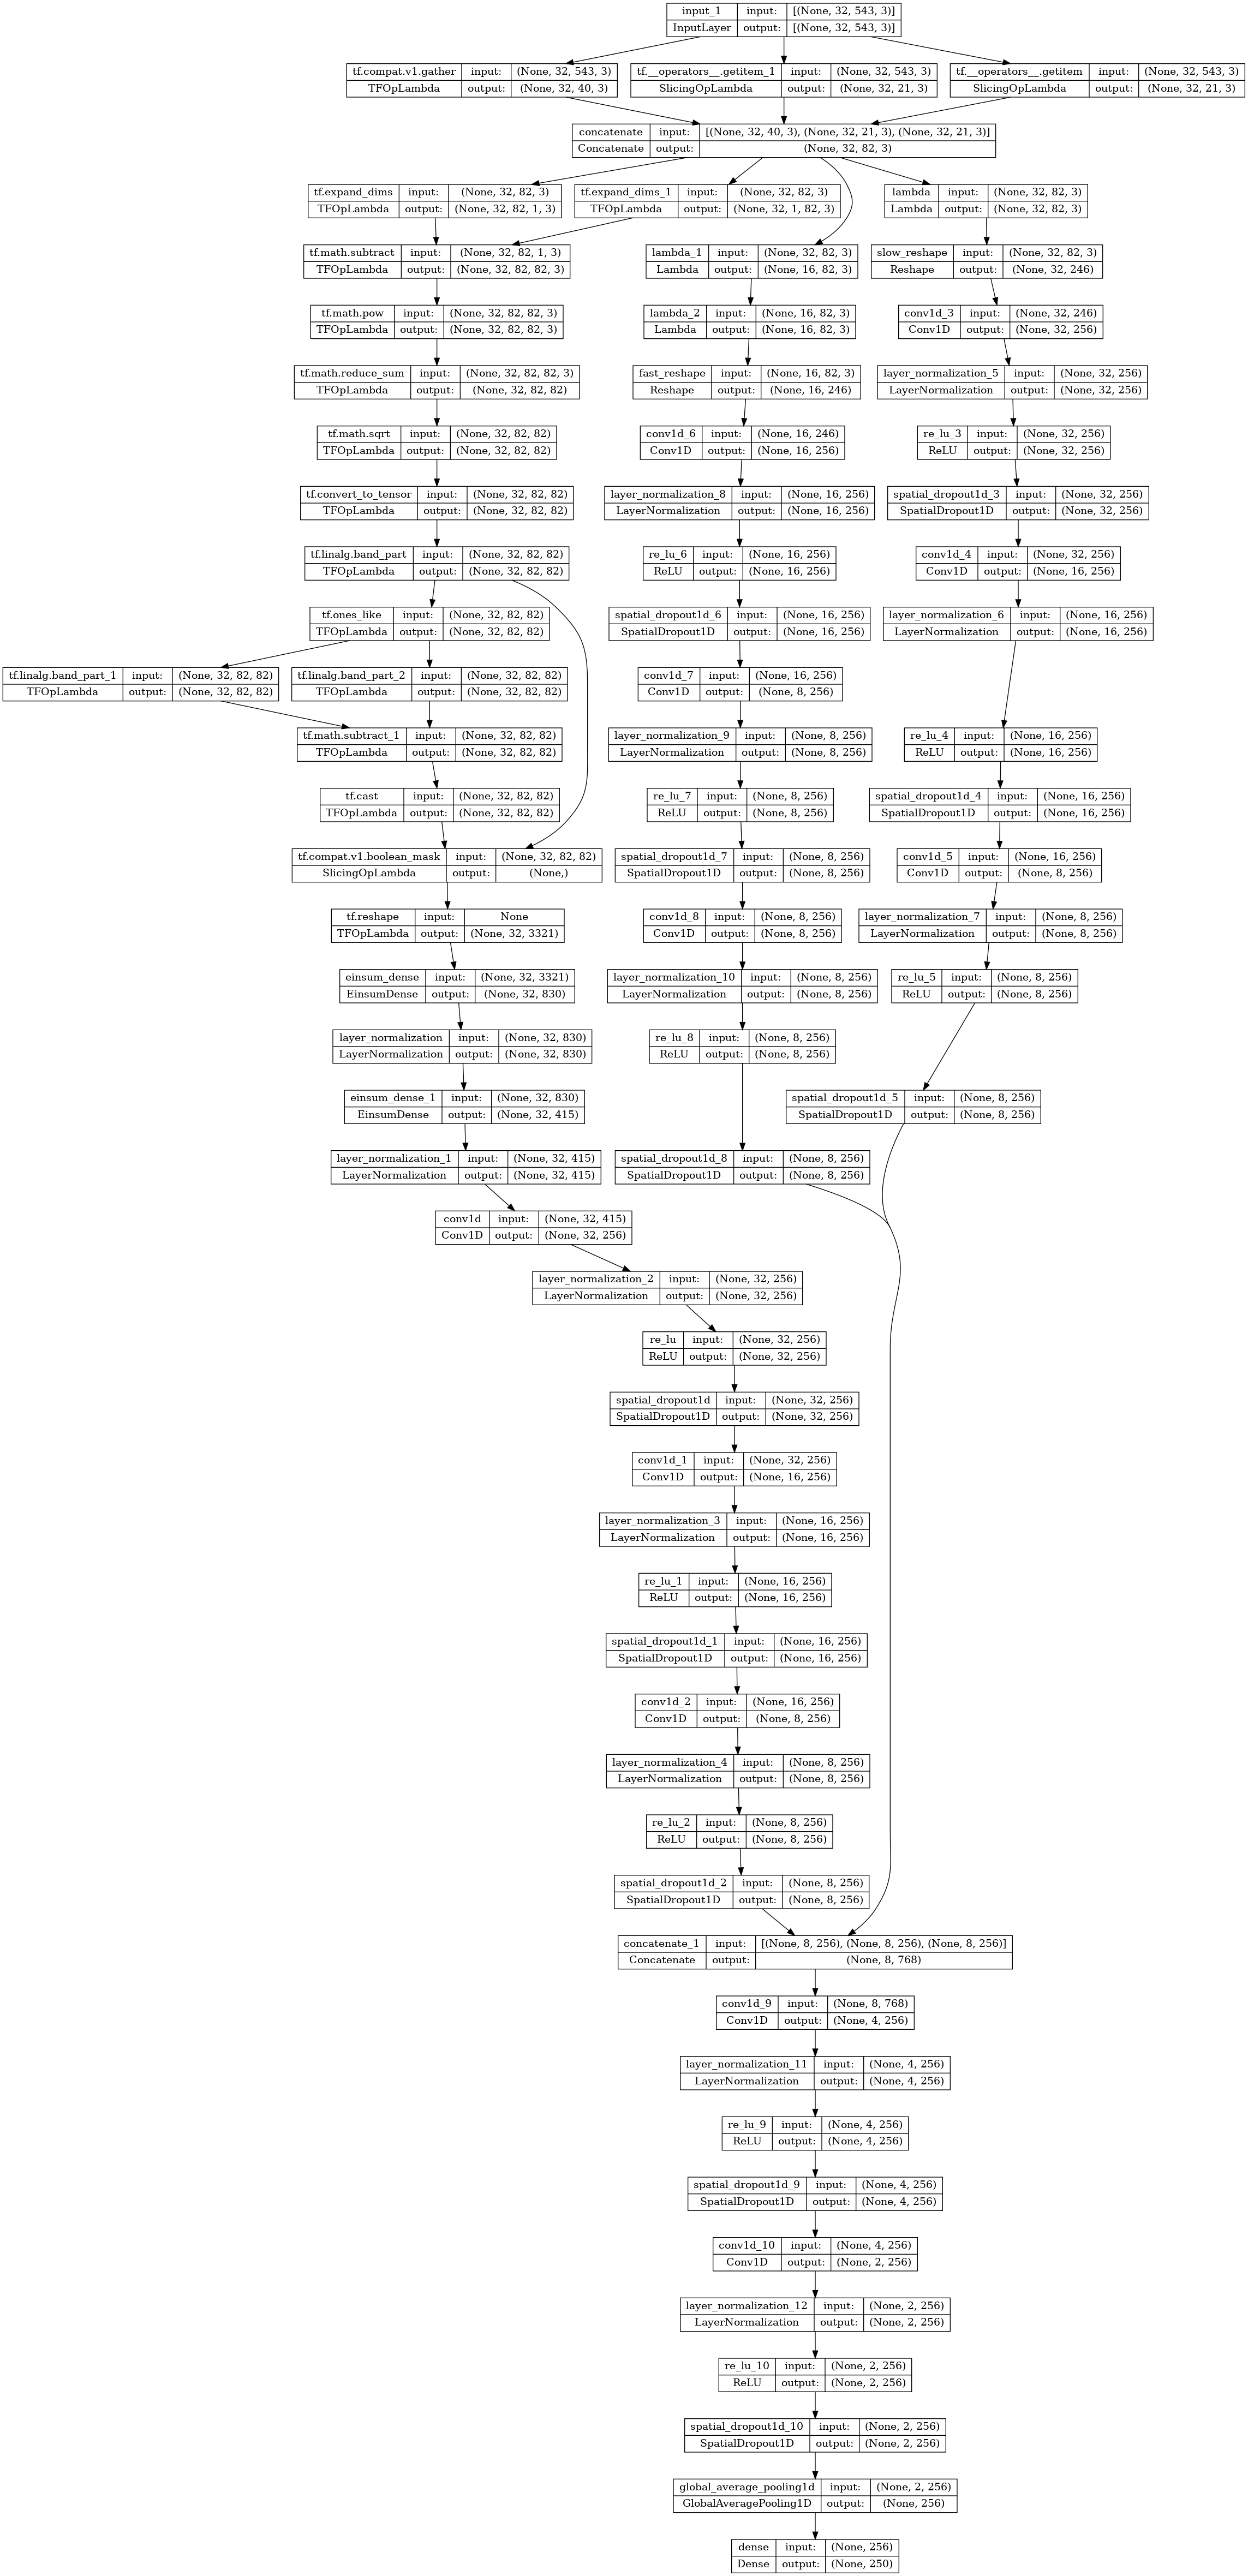 input_1 input: [(None, 32, 543, 3)]
InputLayer output: [(None, 32, 543, 3)]
tf.compat.v1.gather input: (None, 32, 543, 3)
TFOpLambda output: (None, 32, 40, 3)
tf.__operators__.getitem_1 input: (None, 32, 543, 3)
SlicingOpLambda output: (None, 32, 21, 3)
tf.__operators__.getitem input: (None, 32, 543, 3)
SlicingOpLambda output: (None, 32, 21, 3)
concatenate input: [(None, 32, 40, 3), (None, 32, 21, 3), (None, 32, 21, 3)]
Concatenate output: (None, 32, 82, 3)
tf.expand_dims input: (None, 32, 82, 3)
TFOpLambda output: (None, 32, 82, 1, 3)
tf.expand_dims_1 input: (None, 32, 82, 3)
TFOpLambda output: (None, 32, 1, 82, 3)
lambda input: (None, 32, 82, 3)
Lambda output: (None, 32, 82, 3)
tf.math.subtract input: (None, 32, 82, 1, 3)
TFOpLambda output: (None, 32, 82, 82, 3)
lambda_1 input: (None, 32, 82, 3)
Lambda output: (None, 16, 82, 3)
slow_reshape input: (None, 32, 82, 3)
Reshape output: (None, 32, 246)
tf.math.pow input: (None, 32, 82, 82, 3)
TFOpLambda output: (None, 32, 82, 82, 3)
lambda_2 input: (None, 16, 82, 3)
Lambda output: (None, 16, 82, 3)
conv1d_3 input: (None, 32, 246)
Conv1D output: (None, 32, 256)
tf.math.reduce_sum input: (None, 32, 82, 82, 3)
TFOpLambda output: (None, 32, 82, 82)
fast_reshape input: (None, 16, 82, 3)
Reshape output: (None, 16, 246)
layer_normalization_5 input: (None, 32, 256)
LayerNormalization output: (None, 32, 256)
tf.math.sqrt input: (None, 32, 82, 82)
TFOpLambda output: (None, 32, 82, 82)
conv1d_6 input: (None, 16, 246)
Conv1D output: (None, 16, 256)
re_lu_3 input: (None, 32, 256)
ReLU output: (None, 32, 256)
tf.convert_to_tensor input: (None, 32, 82, 82)
TFOpLambda output: (None, 32, 82, 82)
layer_normalization_8 input: (None, 16, 256)
LayerNormalization output: (None, 16, 256)
spatial_dropout1d_3 input: (None, 32, 256)
SpatialDropout1D output: (None, 32, 256)
tf.linalg.band_part input: (None, 32, 82, 82)
TFOpLambda output: (None, 32, 82, 82)
re_lu_6 input: (None, 16, 256)
ReLU output: (None, 16, 256)
conv1d_4 input: (None, 32, 256)
Conv1D output: (None, 16, 256)
tf.ones_like input: (None, 32, 82, 82)
TFOpLambda output: (None, 32, 82, 82)
spatial_dropout1d_6 input: (None, 16, 256)
SpatialDropout1D output: (None, 16, 256)
layer_normalization_6 input: (None, 16, 256)
LayerNormalization output: (None, 16, 256)
tf.linalg.band_part_1 input: (None, 32, 82, 82)
TFOpLambda output: (None, 32, 82, 82)
tf.linalg.band_part_2 input: (None, 32, 82, 82)
TFOpLambda output: (None, 32, 82, 82)
conv1d_7 input: (None, 16, 256)
Conv1D output: (None, 8, 256)
tf.math.subtract_1 input: (None, 32, 82, 82)
TFOpLambda output: (None, 32, 82, 82)
layer_normalization_9 input: (None, 8, 256)
LayerNormalization output: (None, 8, 256)
re_lu_4 input: (None, 16, 256)
ReLU output: (None, 16, 256)
tf.cast input: (None, 32, 82, 82)
TFOpLambda output: (None, 32, 82, 82)
re_lu_7 input: (None, 8, 256)
ReLU output: (None, 8, 256)
spatial_dropout1d_4 input: (None, 16, 256)
SpatialDropout1D output: (None, 16, 256)
tf.compat.v1.boolean_mask input: (None, 32, 82, 82)
SlicingOpLambda output: (None,)
spatial_dropout1d_7 input: (None, 8, 256)
SpatialDropout1D output: (None, 8, 256)
conv1d_5 input: (None, 16, 256)
Conv1D output: (None, 8, 256)
tf.reshape input: None
TFOpLambda output: (None, 32, 3321)
conv1d_8 input: (None, 8, 256)
Conv1D output: (None, 8, 256)
layer_normalization_7 input: (None, 8, 256)
LayerNormalization output: (None, 8, 256)
einsum_dense input: (None, 32, 3321)
EinsumDense output: (None, 32, 830)
layer_normalization_10 input: (None, 8, 256)
LayerNormalization output: (None, 8, 256)
re_lu_5 input: (None, 8, 256)
ReLU output: (None, 8, 256)
layer_normalization input: (None, 32, 830)
LayerNormalization output: (None, 32, 830)
re_lu_8 input: (None, 8, 256)
ReLU output: (None, 8, 256)
einsum_dense_1 input: (None, 32, 830)
EinsumDense output: (None, 32, 415)
spatial_dropout1d_5 input: (None, 8, 256)
SpatialDropout1D output: (None, 8, 256)
layer_normalization_1 input: (None, 32, 415)
LayerNormalization output: (None, 32, 415)
spatial_dropout1d_8 input: (None, 8, 256)
SpatialDropout1D output: (None, 8, 256)
conv1d input: (None, 32, 415)
Conv1D output: (None, 32, 256)
layer_normalization_2 input: (None, 32, 256)
LayerNormalization output: (None, 32, 256)
re_lu input: (None, 32, 256)
ReLU output: (None, 32, 256)
spatial_dropout1d input: (None, 32, 256)
SpatialDropout1D output: (None, 32, 256)
conv1d_1 input: (None, 32, 256)
Conv1D output: (None, 16, 256)
layer_normalization_3 input: (None, 16, 256)
LayerNormalization output: (None, 16, 256)
re_lu_1 input: (None, 16, 256)
ReLU output: (None, 16, 256)
spatial_dropout1d_1 input: (None, 16, 256)
SpatialDropout1D output: (None, 16, 256)
conv1d_2 input: (None, 16, 256)
Conv1D output: (None, 8, 256)
layer_normalization_4 input: (None, 8, 256)
LayerNormalization output: (None, 8, 256)
re_lu_2 input: (None, 8, 256)
ReLU output: (None, 8, 256)
spatial_dropout1d_2 input: (None, 8, 256)
SpatialDropout1D output: (None, 8, 256)
concatenate_1 input: [(None, 8, 256), (None, 8, 256), (None, 8, 256)]
Concatenate output: (None, 8, 768)
conv1d_9 input: (None, 8, 768)
Conv1D output: (None, 4, 256)
layer_normalization_11 input: (None, 4, 256)
LayerNormalization output: (None, 4, 256)
re_lu_9 input: (None, 4, 256)
ReLU output: (None, 4, 256)
spatial_dropout1d_9 input: (None, 4, 256)
SpatialDropout1D output: (None, 4, 256)
conv1d_10 input: (None, 4, 256)
Conv1D output: (None, 2, 256)
layer_normalization_12 input: (None, 2, 256)
LayerNormalization output: (None, 2, 256)
re_lu_10 input: (None, 2, 256)
ReLU output: (None, 2, 256)
spatial_dropout1d_10 input: (None, 2, 256)
SpatialDropout1D output: (None, 2, 256)
global_average_pooling1d input: (None, 2, 256)
GlobalAveragePooling1D output: (None, 256)
dense input: (None, 256)
Dense output: (None, 250)